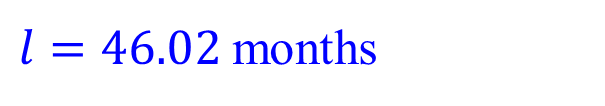 l = 46.02 months